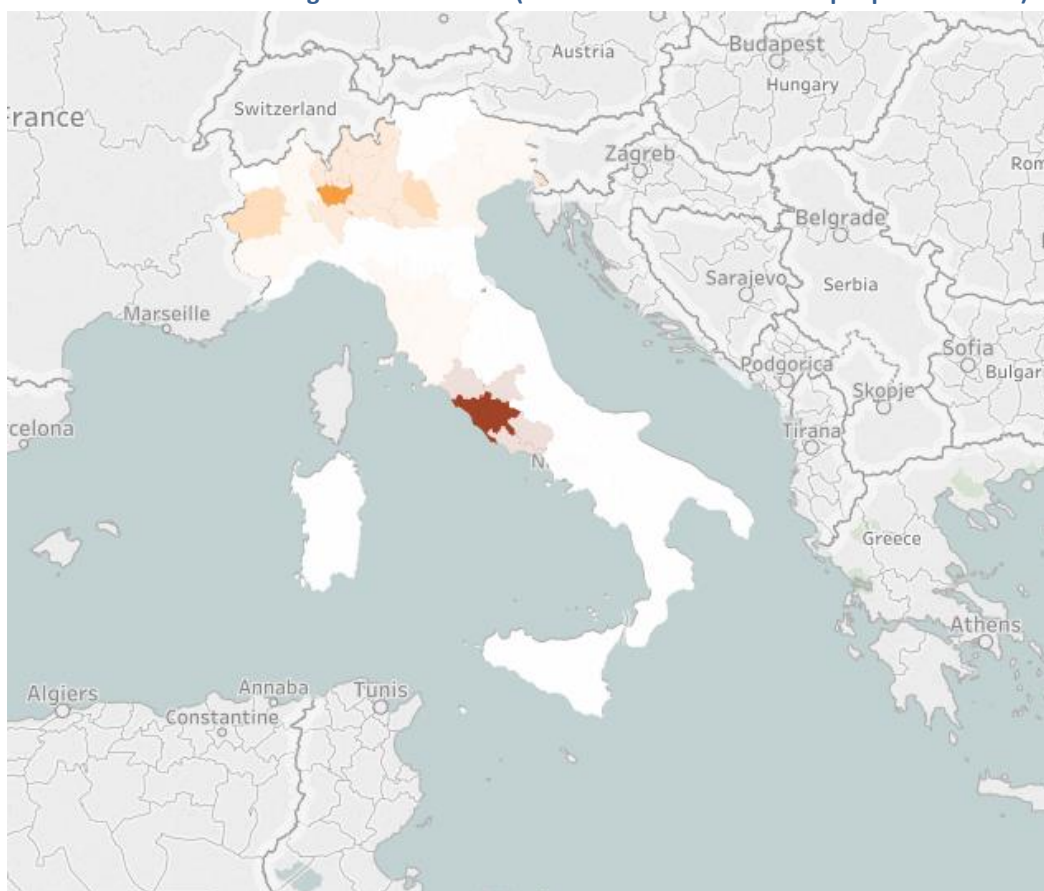 Austria
Budapest
Hungary
Switzerland
France
Zagreb
Rom
Belgrade
Sarajevo
Serbia
Marseille
Sofia
Podgorica
Bulgar
Skopje
rcelona
Tirana
N
Greece
Athens
Algiers
Annaba
Tunis
Constantine